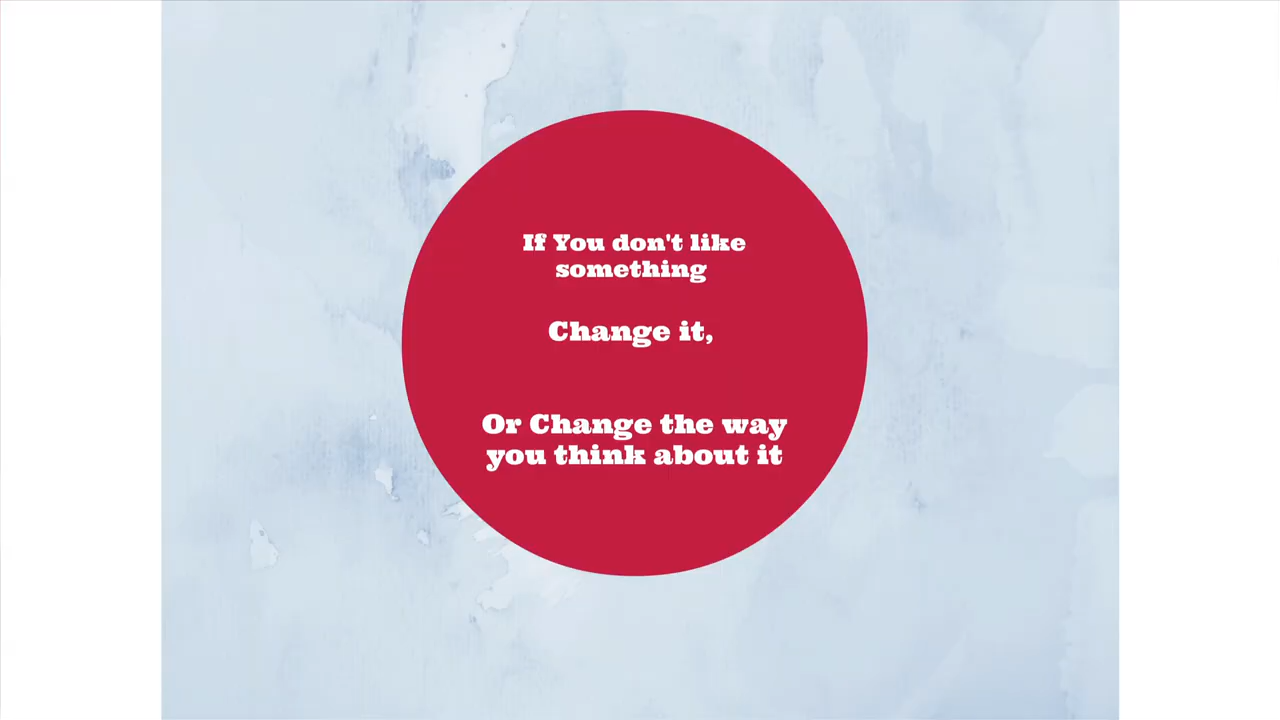 If You don't like
something
Change it,
Or Change the way
you think about it